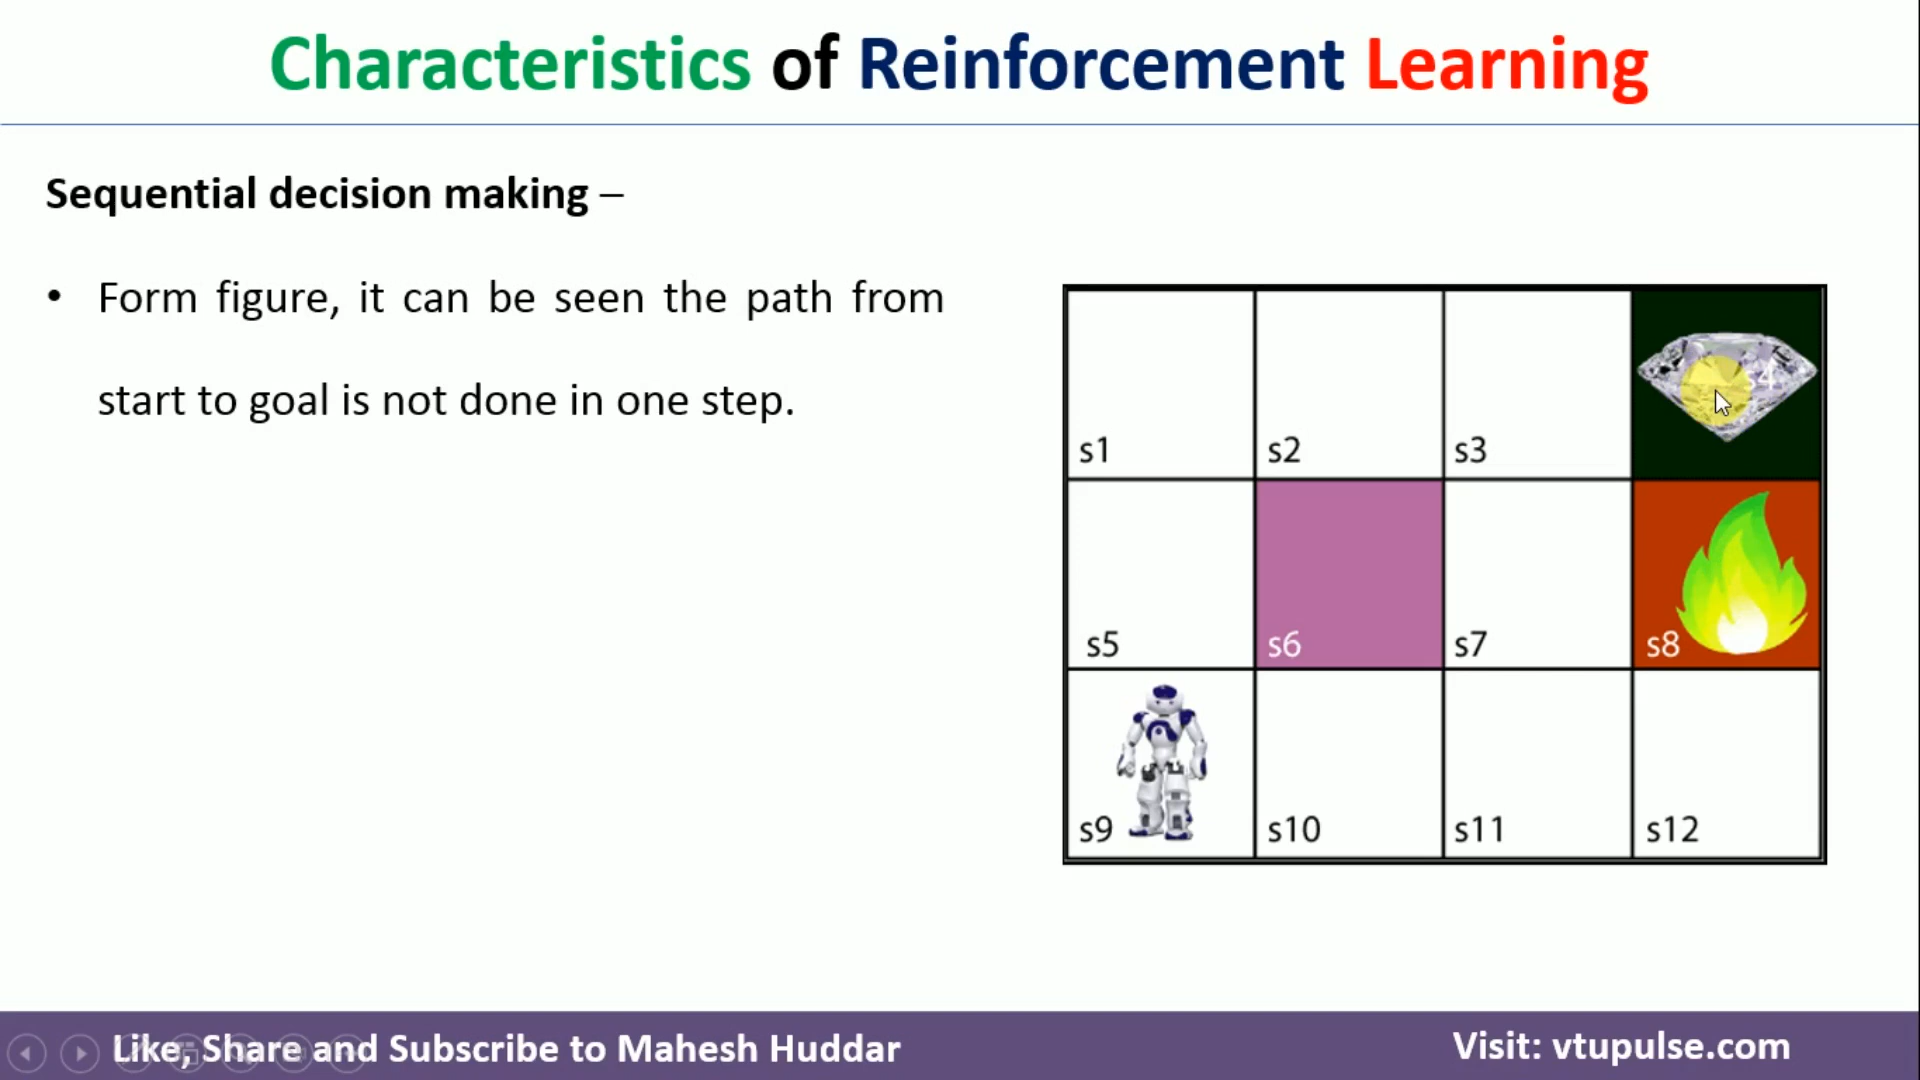 Characteristics of Reinforcement Learning
Sequential decision making –
• Form figure, it can be seen the path from
start to goal is not done in one step.
s1 s2 s3 s4
s5 s6 s7 s8
s9 s10 s11 s12
Like, Share and Subscribe to Mahesh Huddar
Visit: vtupulse.com